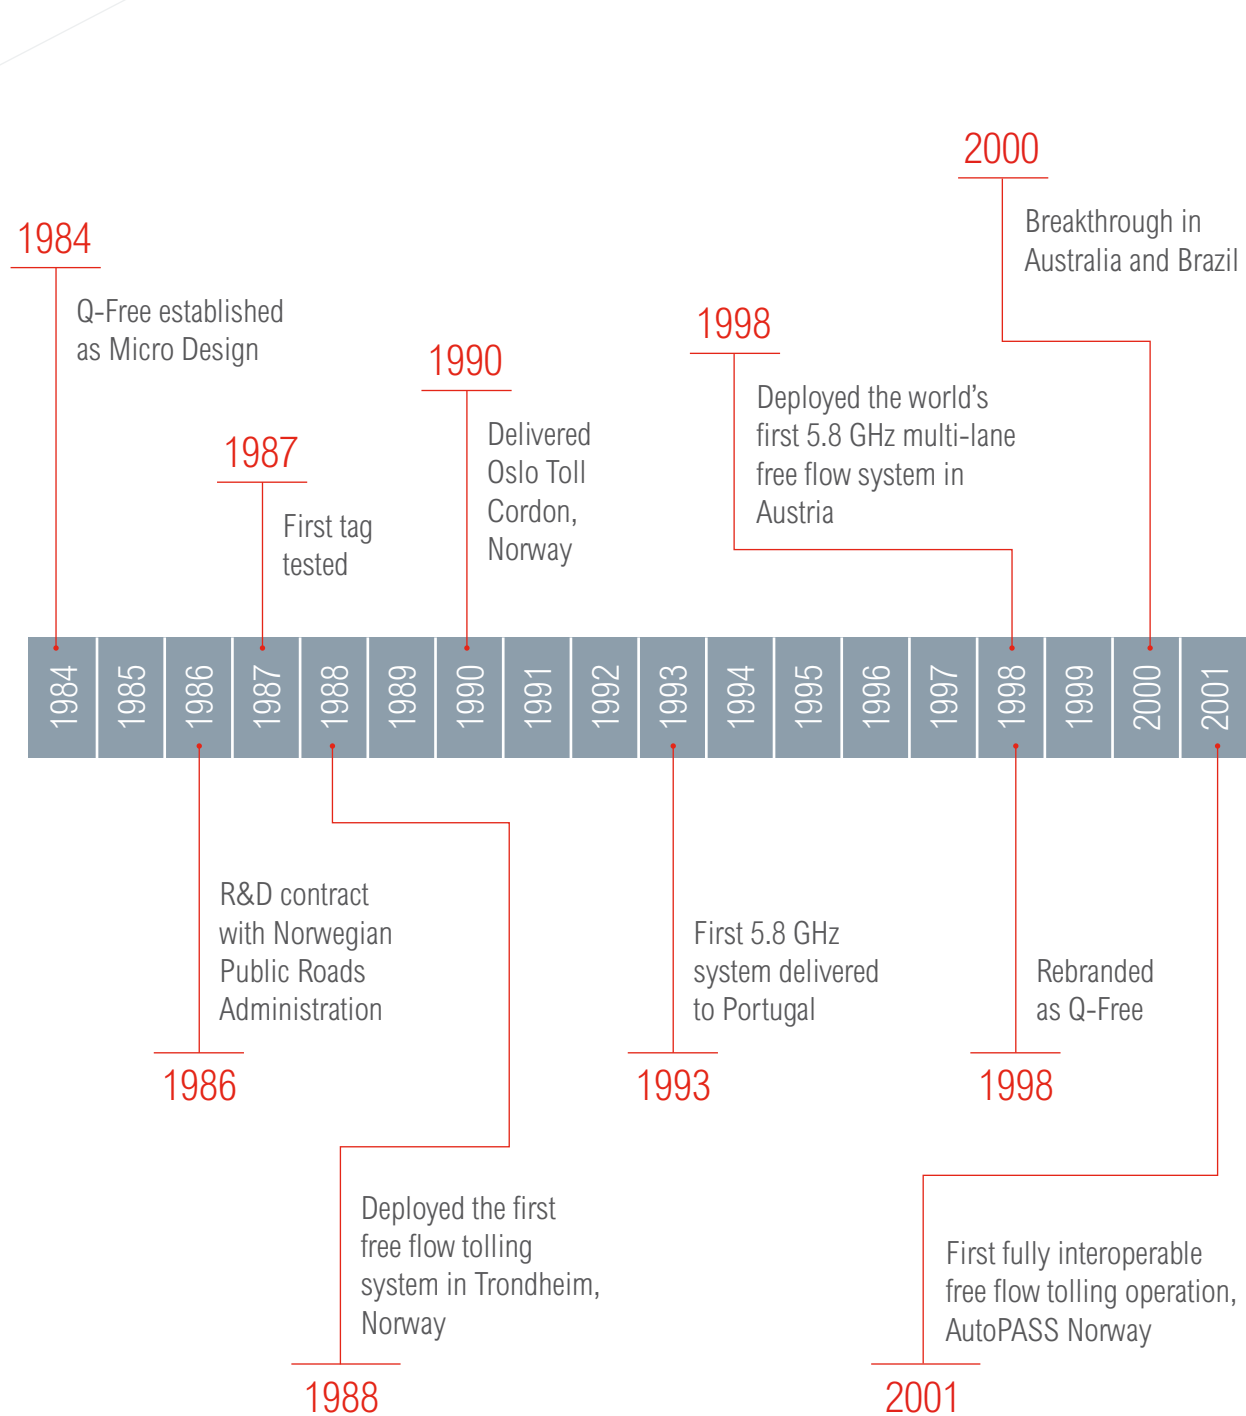 2000
Breakthrough in
Australia and Brazil
1984
Q-Free established
as Micro Design
1998
Deployed the world's
first 5.8 GHz multi-lane
free flow system in
Austria
1990
Delivered
Oslo Toll
Cordon,
Norway
1987
First tag
tested
1984
1985
1986
1987
1988
1989
1990
1991
1992
1993
1994
1995
1996
1997
1998
1999
2000
2001
R&D contract
with Norwegian
Public Roads
Administration
1986
First 5.8 GHz
system delivered
to Portugal
1993
Rebranded
as Q-Free
1998
Deployed the first
free flow tolling
system in Trondheim,
Norway
1988
First fully interoperable
free flow tolling operation,
AutoPASS Norway
2001